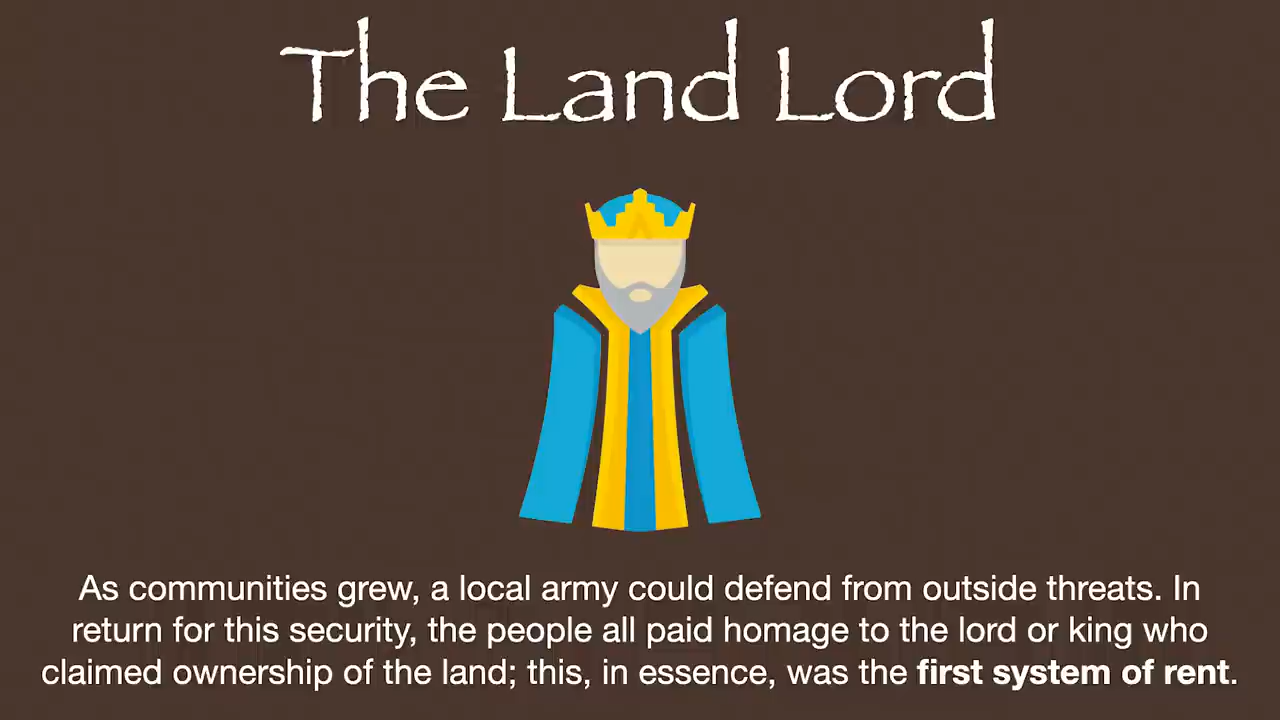 The Land Lord
As communities grew, a local army could defend from outside threats. In
return for this security, the people all paid homage to the lord or king who
claimed ownership of the land; this, in essence, was the first system of rent.